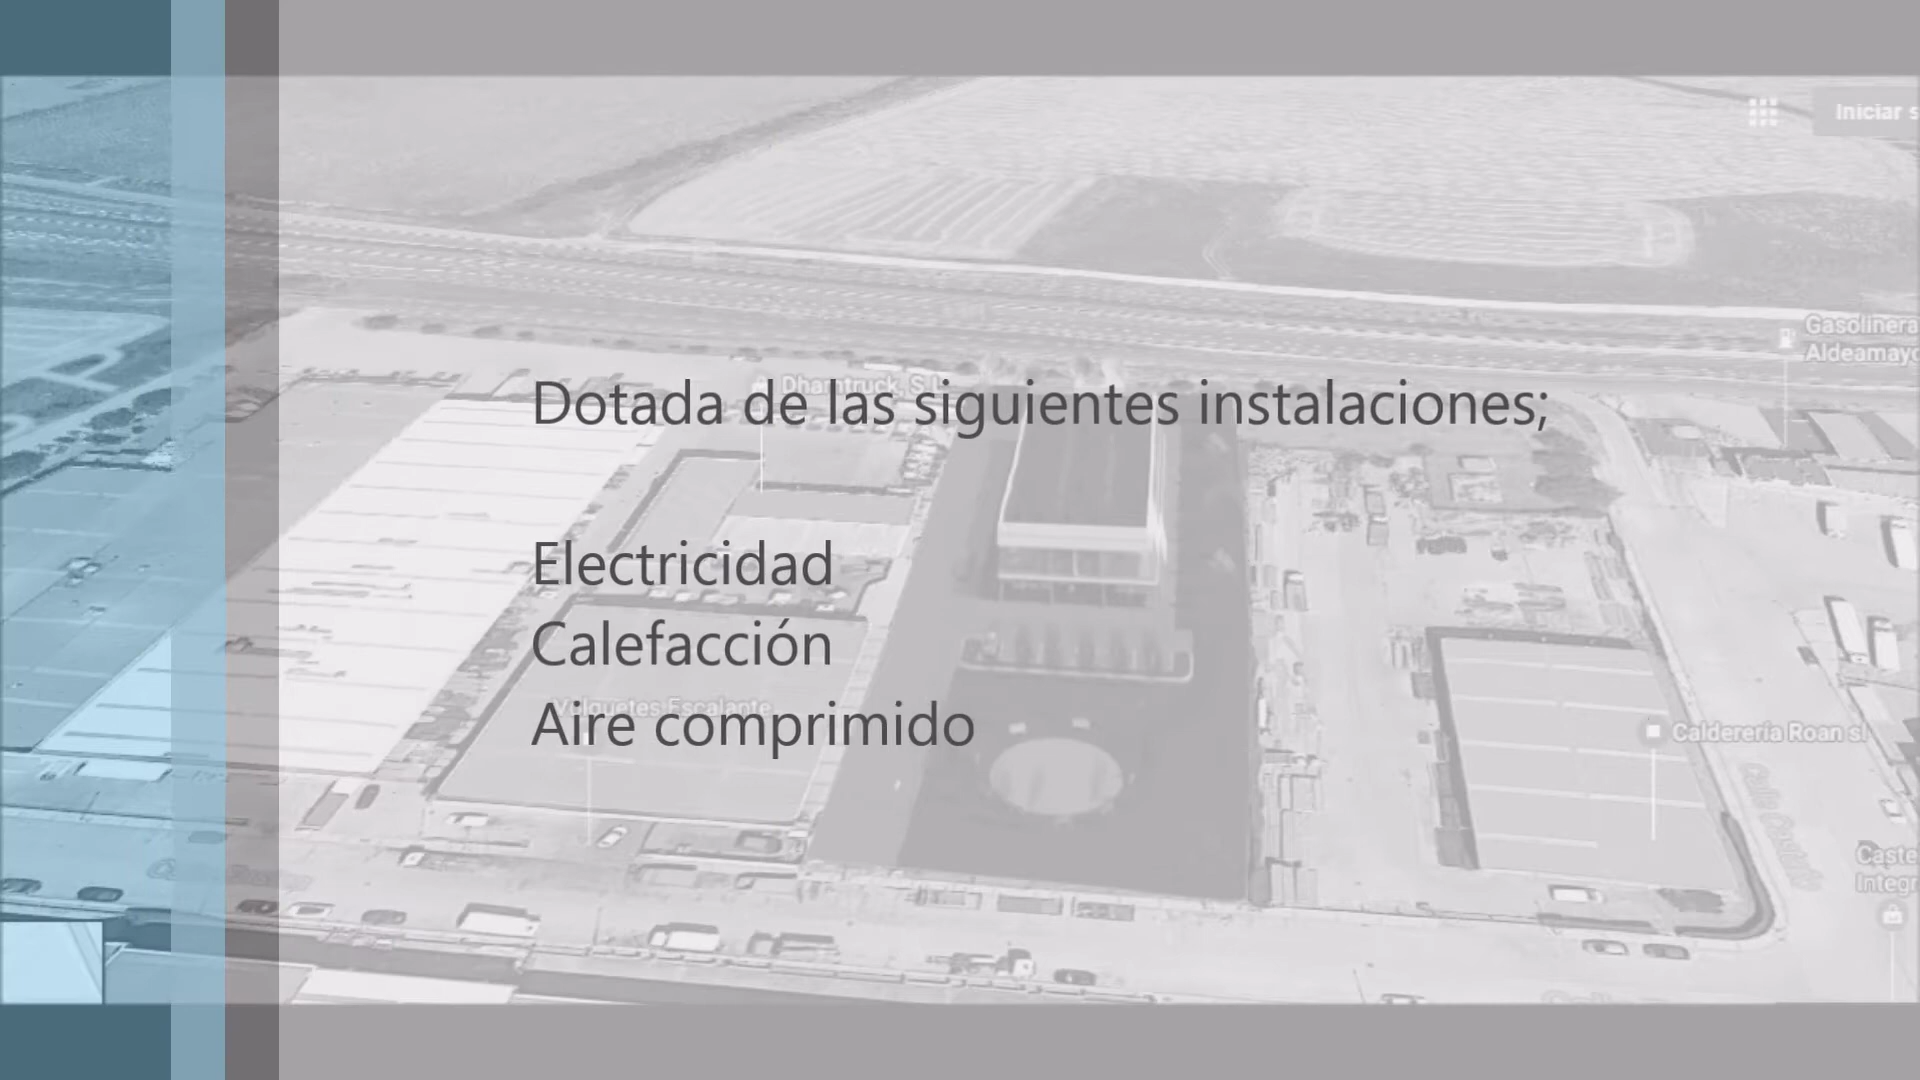 Iniciar s
Gasolinera
Aldeamayo
Dhamtruck, S.L
Dotada de las siguientes instalaciones;
Electricidad
Calefacción
Volquetes Escalante
Aire comprimido
Calderería Roan sl
Caste
Integr